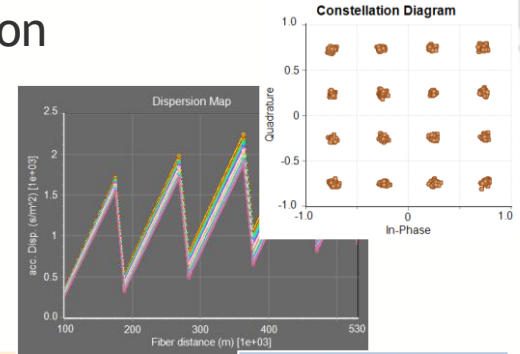 on
Constellation Diagram
1.0
0.5
0
-0.5
-1.0
Quadrature
-1.0 0 1.0
In-Phase
Dispersion Map
2.5
2
1.5
1
0.5
0.0
acc. Disp. (s/m^2) [1e+03]
100 200 300 400 530
Fiber distance (m) [1e+03]